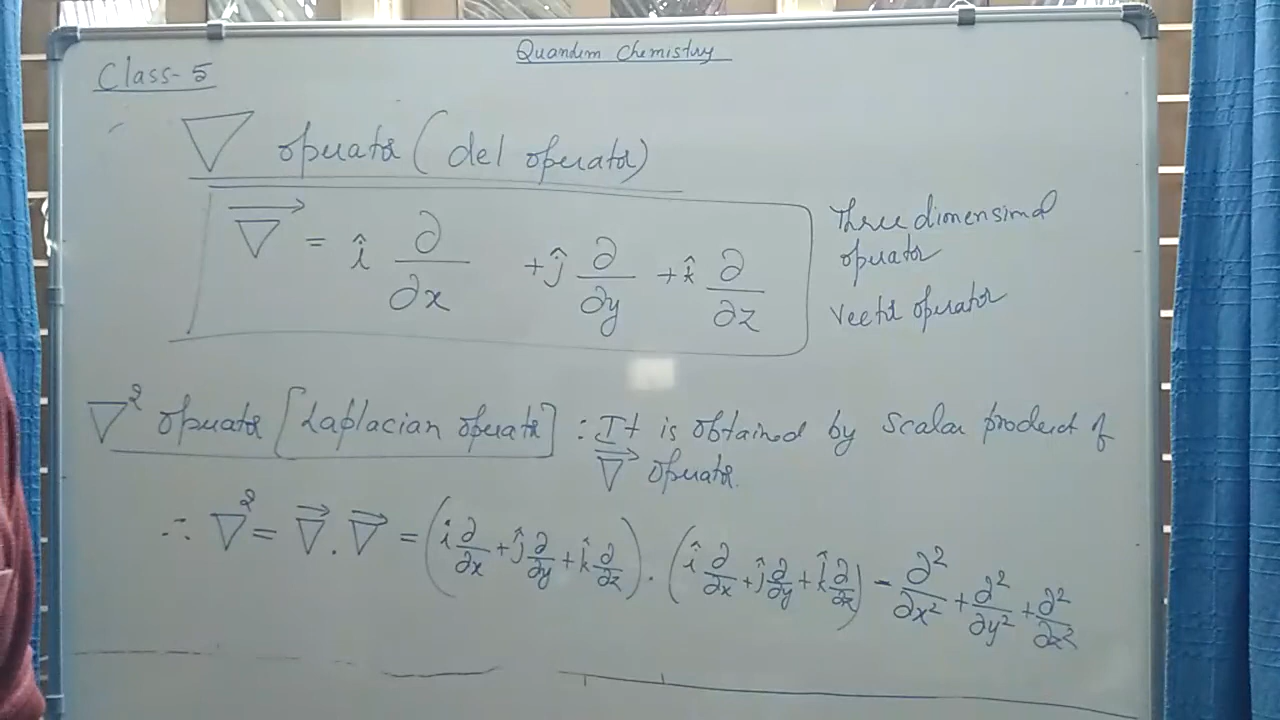 Quandum Chemistry
Class-5
▽ operator (del operator)
▽⃗ = î ∂/∂x + ĵ ∂/∂y + k̂ ∂/∂z
Three dimensional
operator
Vector operator
▽² operator [Laplacian operator] : It is obtained by scalar product of
▽⃗ operator.
∴ ▽² = ▽⃗ . ▽⃗ = (î ∂/∂x + ĵ ∂/∂y + k̂ ∂/∂z) . (î ∂/∂x + ĵ ∂/∂y + k̂ ∂/∂z) = ∂²/∂x² + ∂²/∂y² + ∂²/∂z²